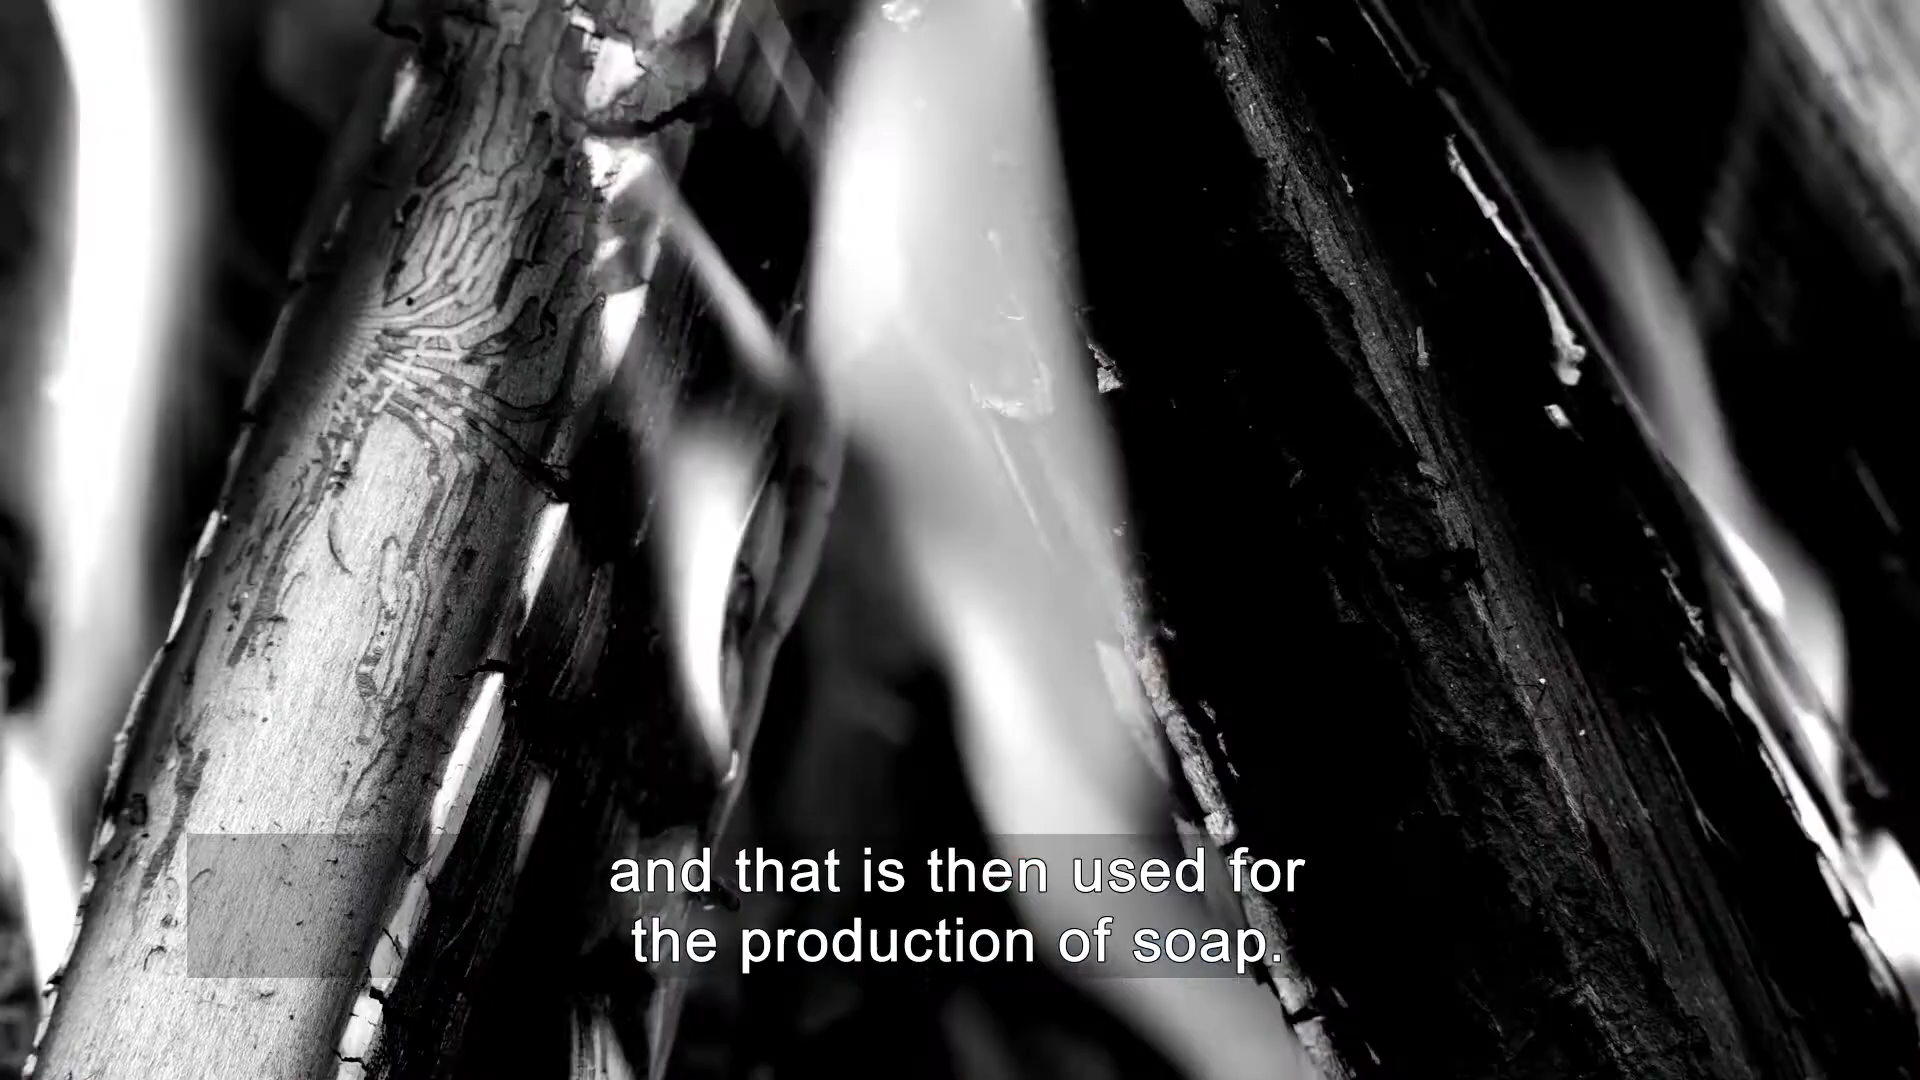 and that is then used for
the production of soap.